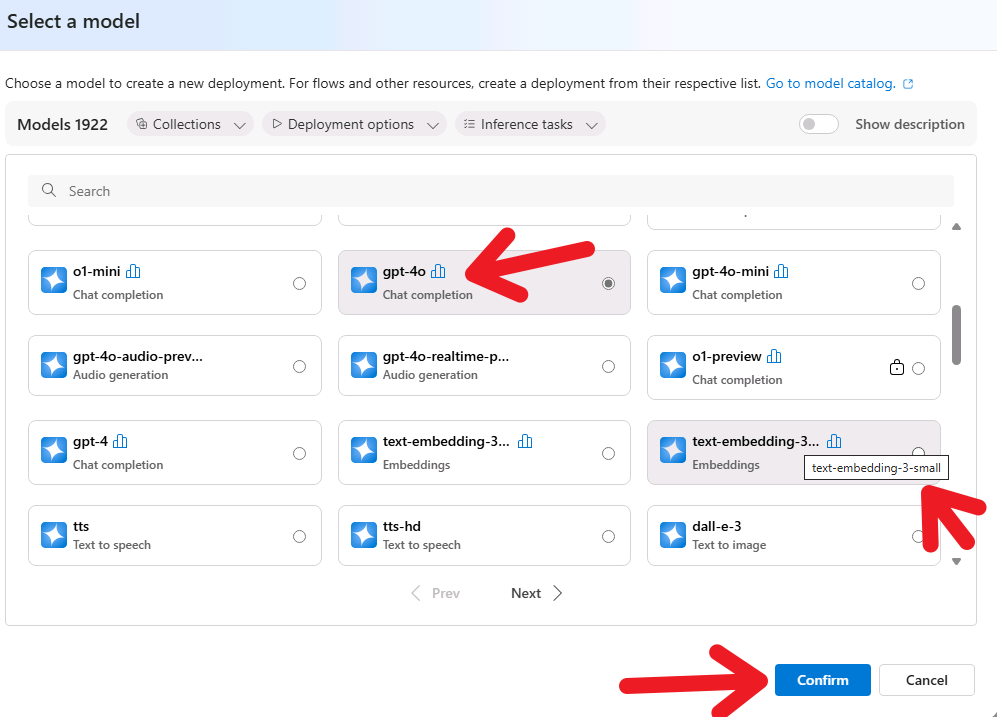 Select a model
Choose a model to create a new deployment. For flows and other resources, create a deployment from their respective list. Go to model catalog.
Models 1922 Collections Deployment options Inference tasks Show description
Search
o1-mini
Chat completion
gpt-4o
Chat completion
gpt-4o-mini
Chat completion
gpt-4o-audio-prev...
Audio generation
gpt-4o-realtime-p...
Audio generation
o1-preview
Chat completion
gpt-4
Chat completion
text-embedding-3...
Embeddings
text-embedding-3...
Embeddings
text-embedding-3-small
tts
Text to speech
tts-hd
Text to speech
dall-e-3
Text to image
Prev Next
Confirm Cancel